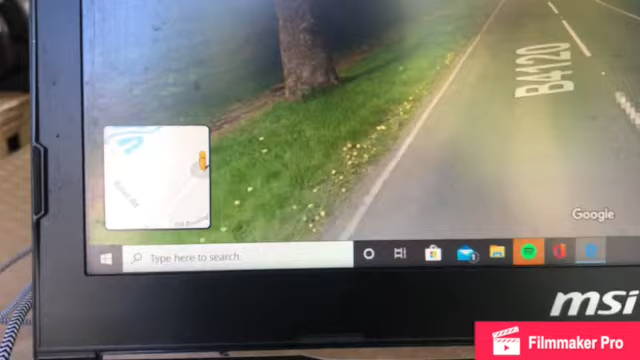 B4120
Google
Type here to search
msi
Filmmaker Pro